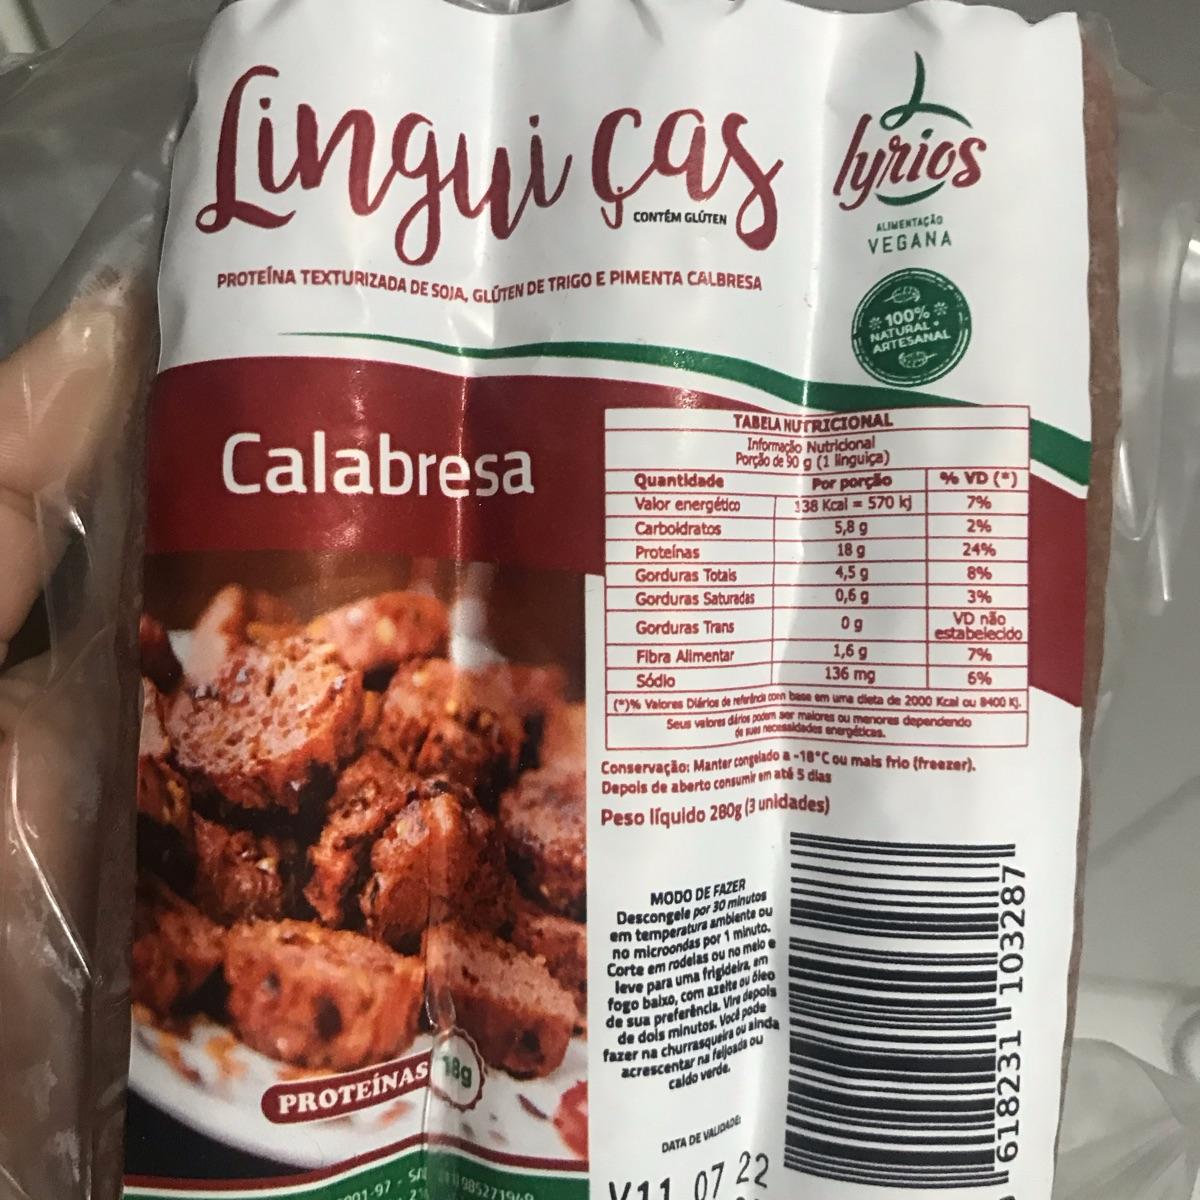 Linguiças
CONTÉM GLÚTEN
PROTEÍNA TEXTURIZADA DE SOJA, GLÚTEN DE TRIGO E PIMENTA CALBRESA
lyrios
ALIMENTAÇÃO
VEGANA
100%
NATURAL
ARTESANAL
Calabresa
TABELA NUTRICIONAL
Informação Nutricional
Porção de 90 g (1 linguiça)
Quantidade Por porção % VD (*)
Valor energético 138 Kcal = 570 kj 7%
Carboidratos 5,8 g 2%
Proteínas 18 g 24%
Gorduras Totais 4,5 g 8%
Gorduras Saturadas 0,6 g 3%
Gorduras Trans 0 g VD não
estabelecido
Fibra Alimentar 1,6 g 7%
Sódio 136 mg 6%
(*)% Valores Diários de referência com base em uma dieta de 2000 Kcal ou 8400 KJ.
Seus valores diários podem ser maiores ou menores dependendo
de suas necessidades energéticas.
Conservação: Manter congelado a -18°C ou mais frio (freezer).
Depois de aberto consumir em até 5 dias
Peso líquido 280g (3 unidades)
MODO DE FAZER
Descongele por 30 minutos
em temperatura ambiente ou
no microondas por 1 minuto.
Corte em rodelas ou no meio e
leve para uma frigideira, em
fogo baixo, com azeite ou óleo
de sua preferência. Vire depois
de dois minutos. Você pode
fazer na churrasqueira ou ainda
acrescentar na feijoada ou
caldo verde.
618231 103287
PROTEÍNAS 18g
DATA DE VALIDADE:
V11 07 22
001-97
985271949